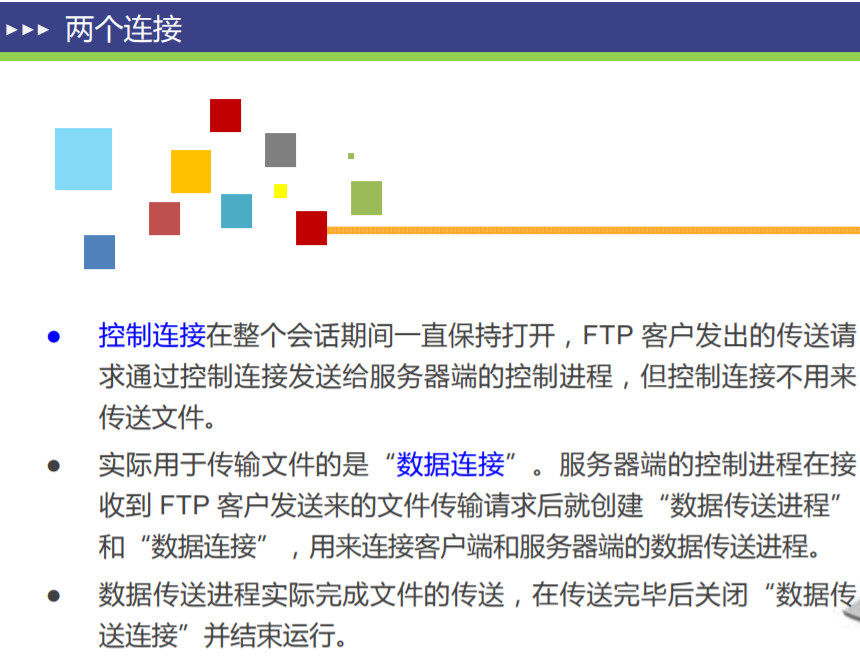 两个连接
控制连接在整个会话期间一直保持打开，FTP 客户发出的传送请
求通过控制连接发送给服务器端的控制进程，但控制连接不用来
传送文件。
实际用于传输文件的是“数据连接”。服务器端的控制进程在接
收到 FTP 客户发送来的文件传输请求后就创建“数据传送进程”
和“数据连接”，用来连接客户端和服务器端的数据传送进程。
数据传送进程实际完成文件的传送，在传送完毕后关闭“数据传
送连接”并结束运行。